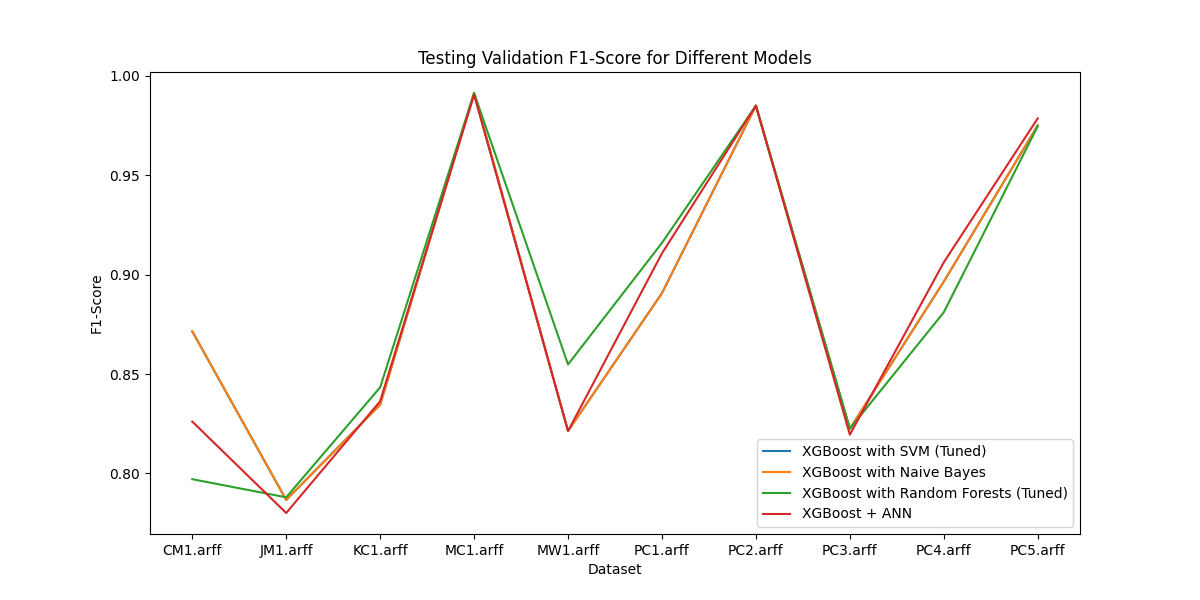 Testing Validation F1-Score for Different Models
1.00
0.95
0.90
0.85
0.80
F1-Score
XGBoost with SVM (Tuned)
XGBoost with Naive Bayes
XGBoost with Random Forests (Tuned)
XGBoost + ANN
CM1.arff JM1.arff KC1.arff MC1.arff MW1.arff PC1.arff PC2.arff PC3.arff PC4.arff PC5.arff
Dataset